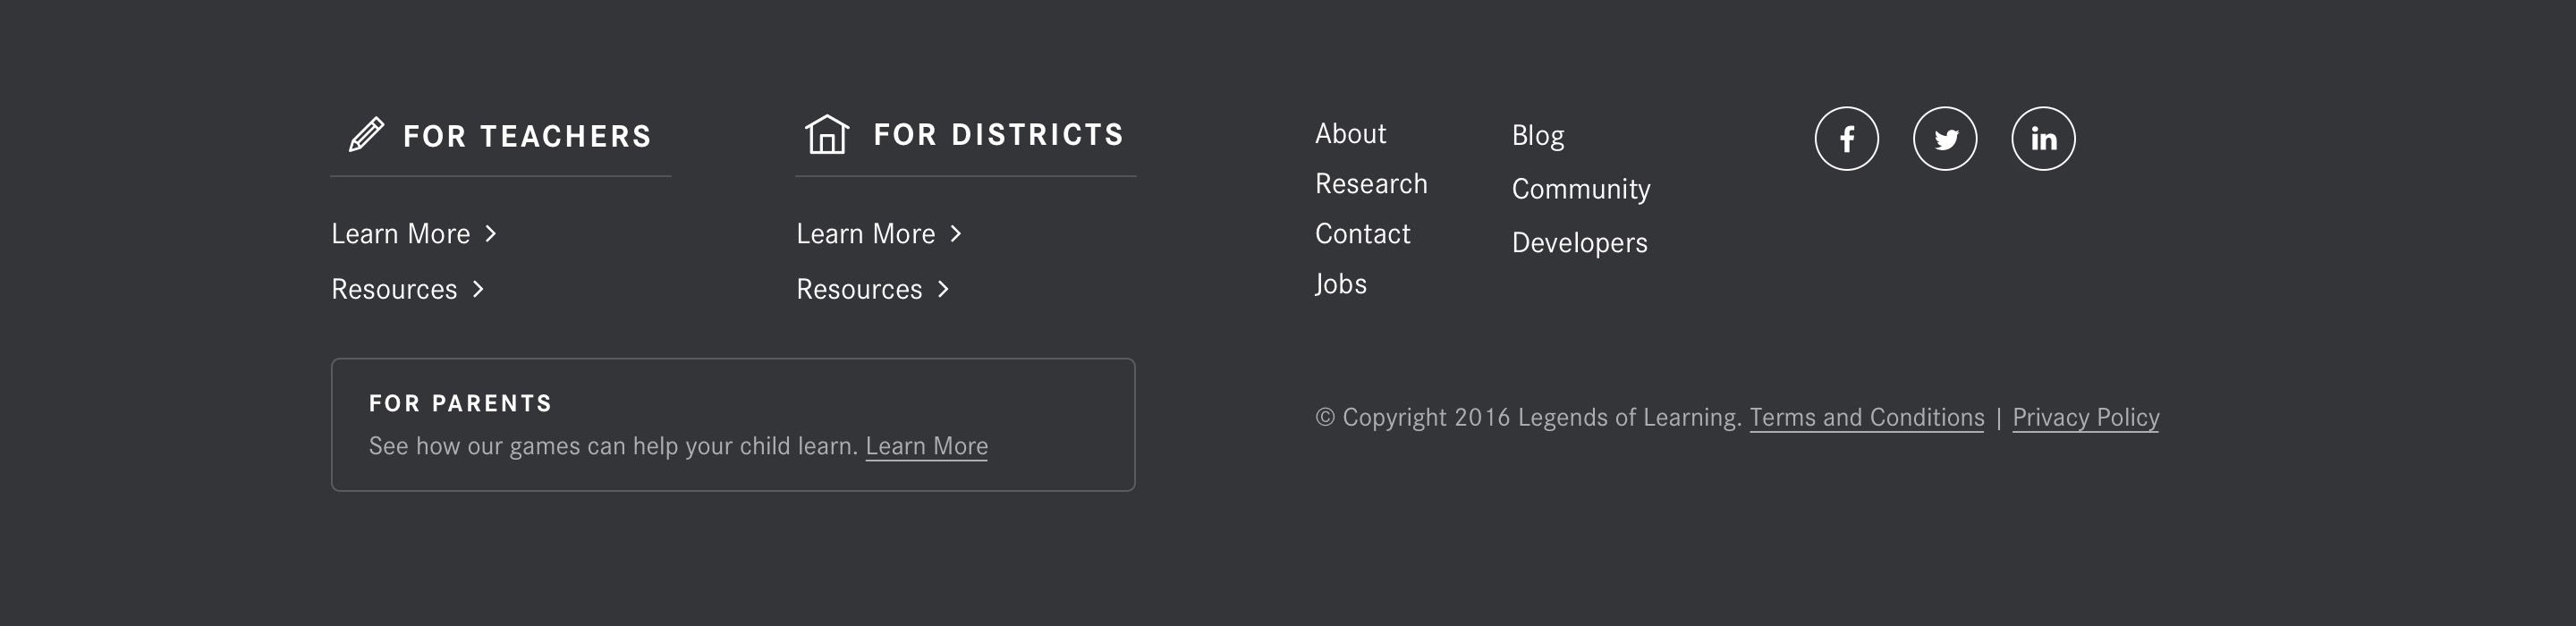 FOR TEACHERS
Learn More
Resources
FOR DISTRICTS
Learn More
Resources
FOR PARENTS
See how our games can help your child learn. Learn More
About
Research
Contact
Jobs
Blog
Community
Developers
f
in
© Copyright 2016 Legends of Learning. Terms and Conditions | Privacy Policy